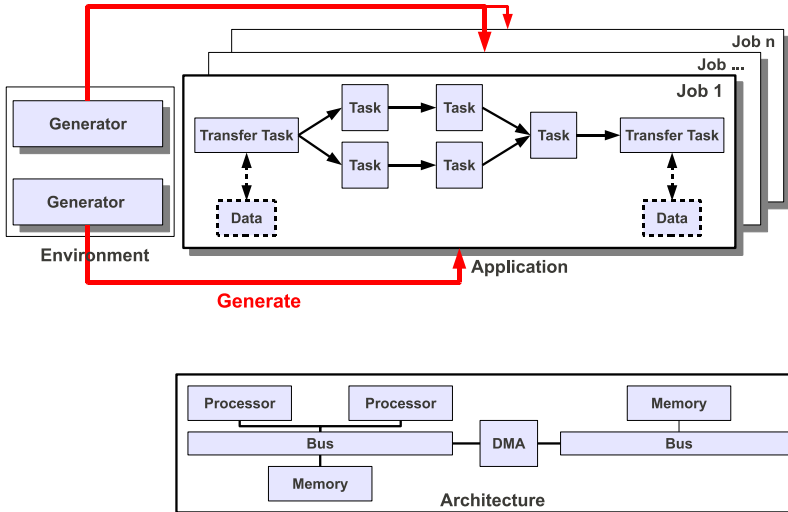 Job n
Job ...
Job 1
Generator
Task
Task
Transfer Task
Task
Transfer Task
Task
Task
Generator
Data
Data
Environment
Application
Generate
Processor
Processor
Memory
Bus
DMA
Bus
Memory
Architecture